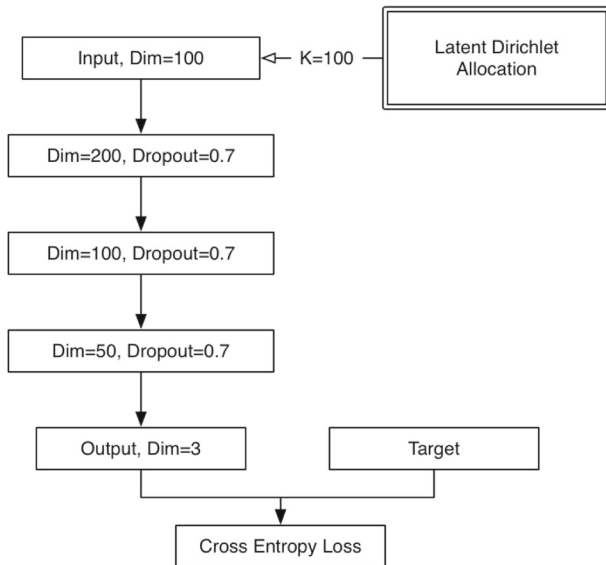 Input, Dim=100
K=100
Latent Dirichlet
Allocation
Dim=200, Dropout=0.7
Dim=100, Dropout=0.7
Dim=50, Dropout=0.7
Output, Dim=3
Target
Cross Entropy Loss